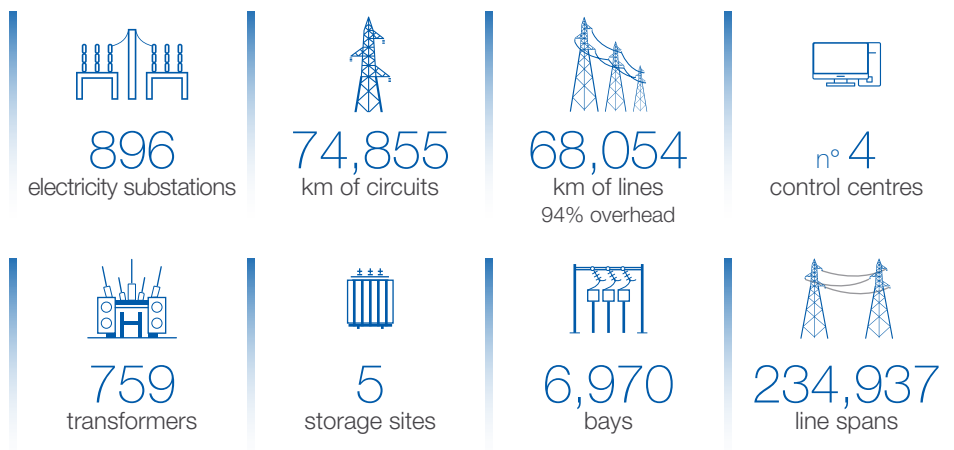 896
electricity substations
74,855
km of circuits
68,054
km of lines
94% overhead
n° 4
control centres
759
transformers
5
storage sites
6,970
bays
234,937
line spans